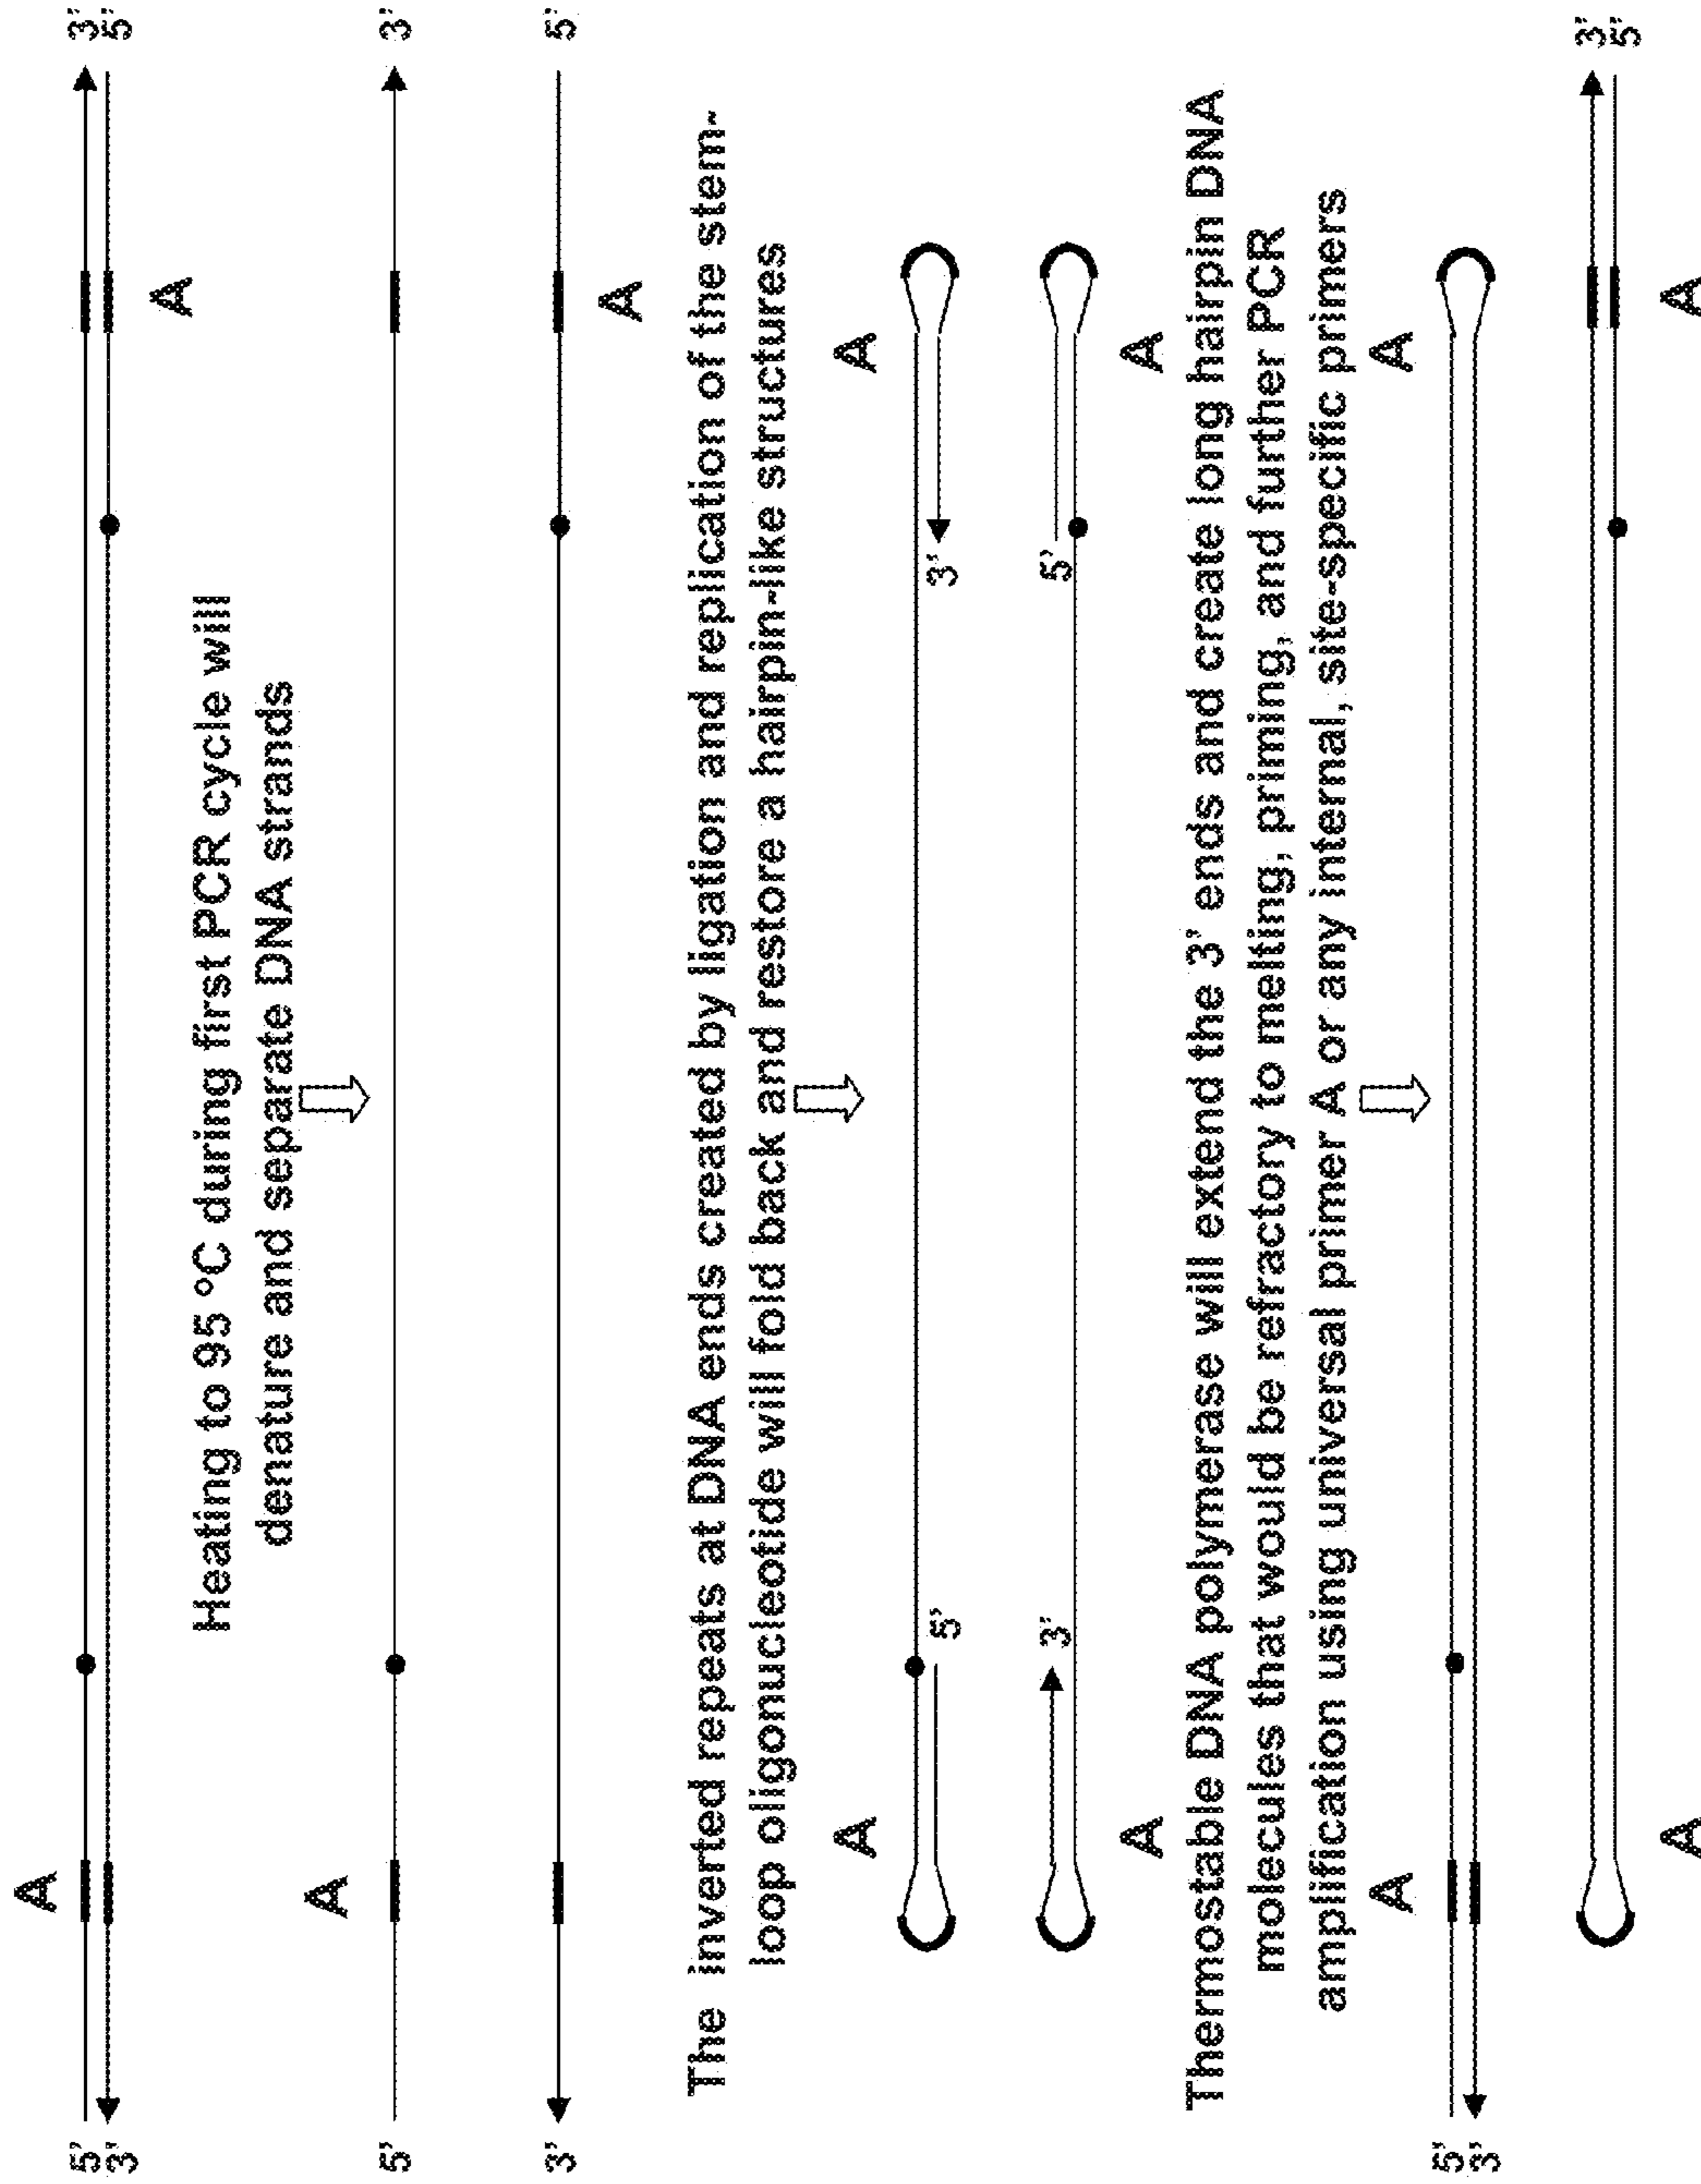 A
5' 3'
3' 5'
A
Heating to 95 °C during first PCR cycle will
denature and separate DNA strands
A
5' 3'
3' 5'
A
The inverted repeats at DNA ends created by ligation and replication of the stem-
loop oligonucleotide will fold back and restore a hairpin-like structures
A A
5' 3'
3' 5'
A A
Thermostable DNA polymerase will extend the 3' ends and create long hairpin DNA
molecules that would be refractory to melting, priming, and further PCR
amplification using universal primer A or any internal, site-specific primers
A A
5'
3'
3'
5'
A A